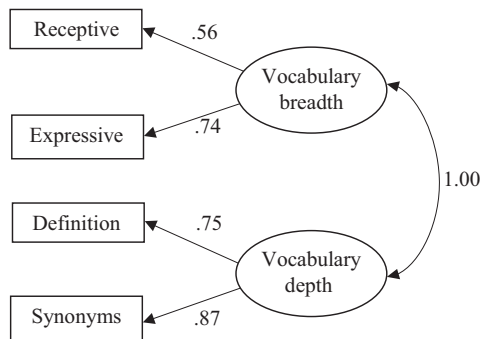 Receptive
.56
Vocabulary
breadth
Expressive
.74
1.00
Definition
.75
Vocabulary
depth
Synonyms
.87